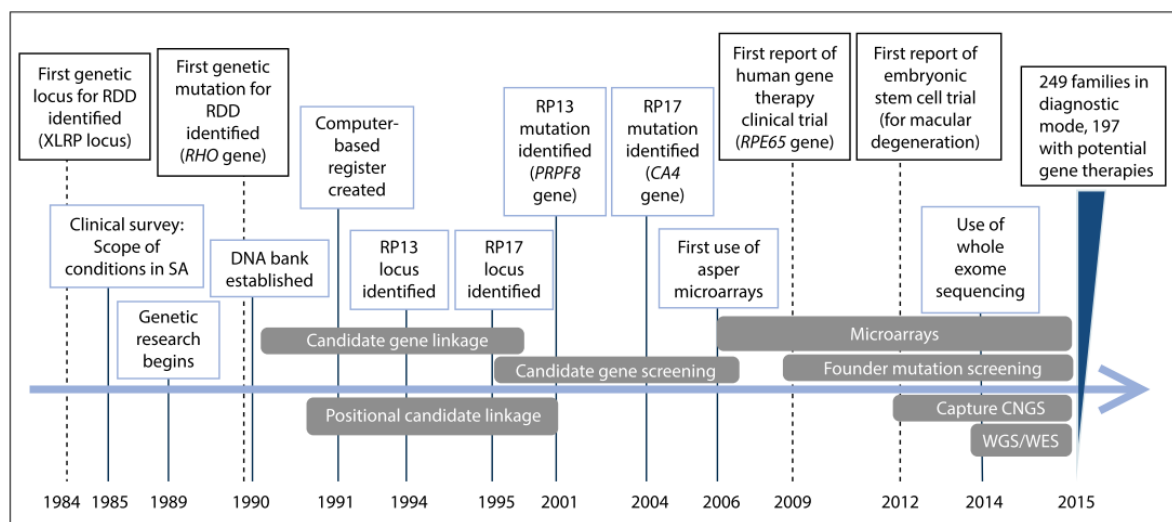 First genetic
locus for RDD
identified
(XLRP locus)
First genetic
mutation for
RDD
identified
(RHO gene)
Computer-
based
register
created
RP13
mutation
identified
(PRPF8
gene)
RP17
mutation
identified
(CA4
gene)
First report of
human gene
therapy
clinical trial
(RPE65 gene)
First report of
embryonic
stem cell trial
(for macular
degeneration)
249 families in
diagnostic
mode, 197
with potential
gene therapies
Clinical survey:
Scope of
conditions in SA
Genetic
research
begins
DNA bank
established
RP13
locus
identified
RP17
locus
identified
First use of
asper
microarrays
Use of
whole
exome
sequencing
Candidate gene linkage
Microarrays
Candidate gene screening
Founder mutation screening
Positional candidate linkage
Capture CNGS
WGS/WES
1984 1985 1989 1990 1991 1994 1995 2001 2004 2006 2009 2012 2014 2015